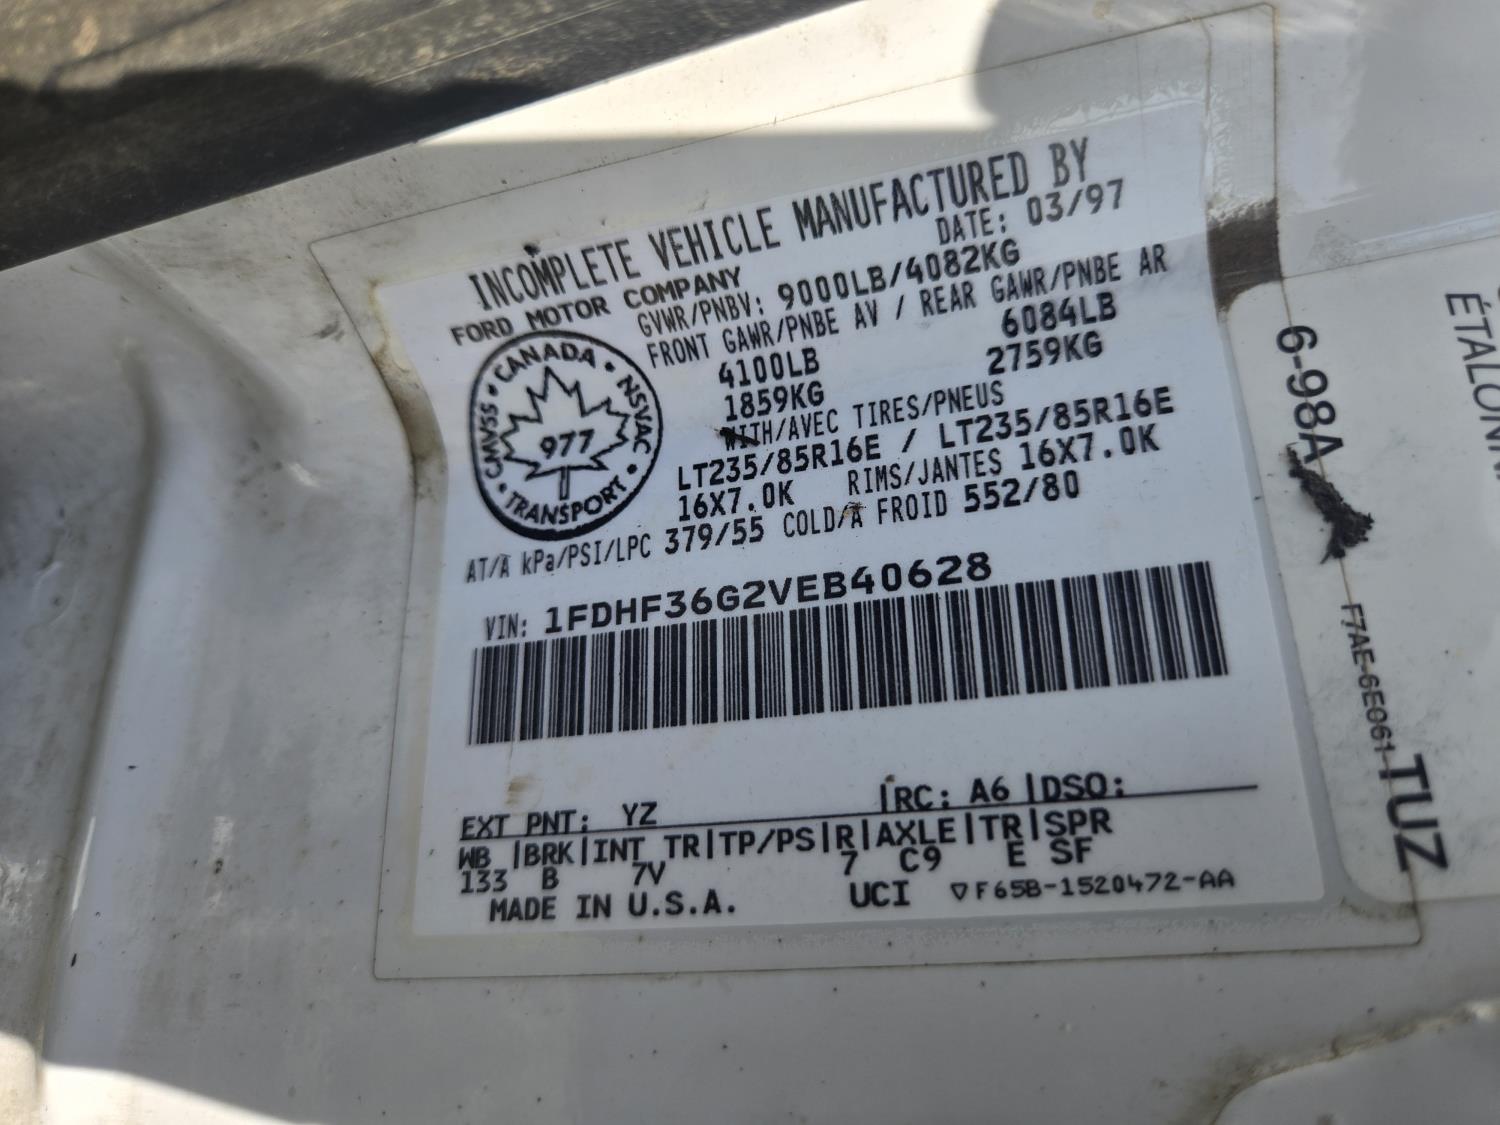 INCOMPLETE VEHICLE MANUFACTURED BY
FORD MOTOR COMPANY
DATE: 03/97
GVWR/PNBV: 9000LB/4082KG
FRONT GAWR/PNBE AV / REAR GAWR/PNBE AR
4100LB 6084LB
1859KG 2759KG
WITH/AVEC TIRES/PNEUS
LT235/85R16E / LT235/85R16E
16X7.0K RIMS/JANTES 16X7.0K
AT/A kPa/PSI/LPC 379/55 COLD/A FROID 552/80
CMVSS • CANADA • NSVAC • TRANSPORT •
977
VIN: 1FDHF36G2VEB40628
EXT PNT: YZ |RC: A6 |DSO:
WB |BRK|INT TR|TP/PS|R|AXLE|TR|SPR
133 B 7V 7 C9 E SF
MADE IN U.S.A. UCI ▽F65B-1520472-AA
6-98A
F7AE-6E061-TUZ